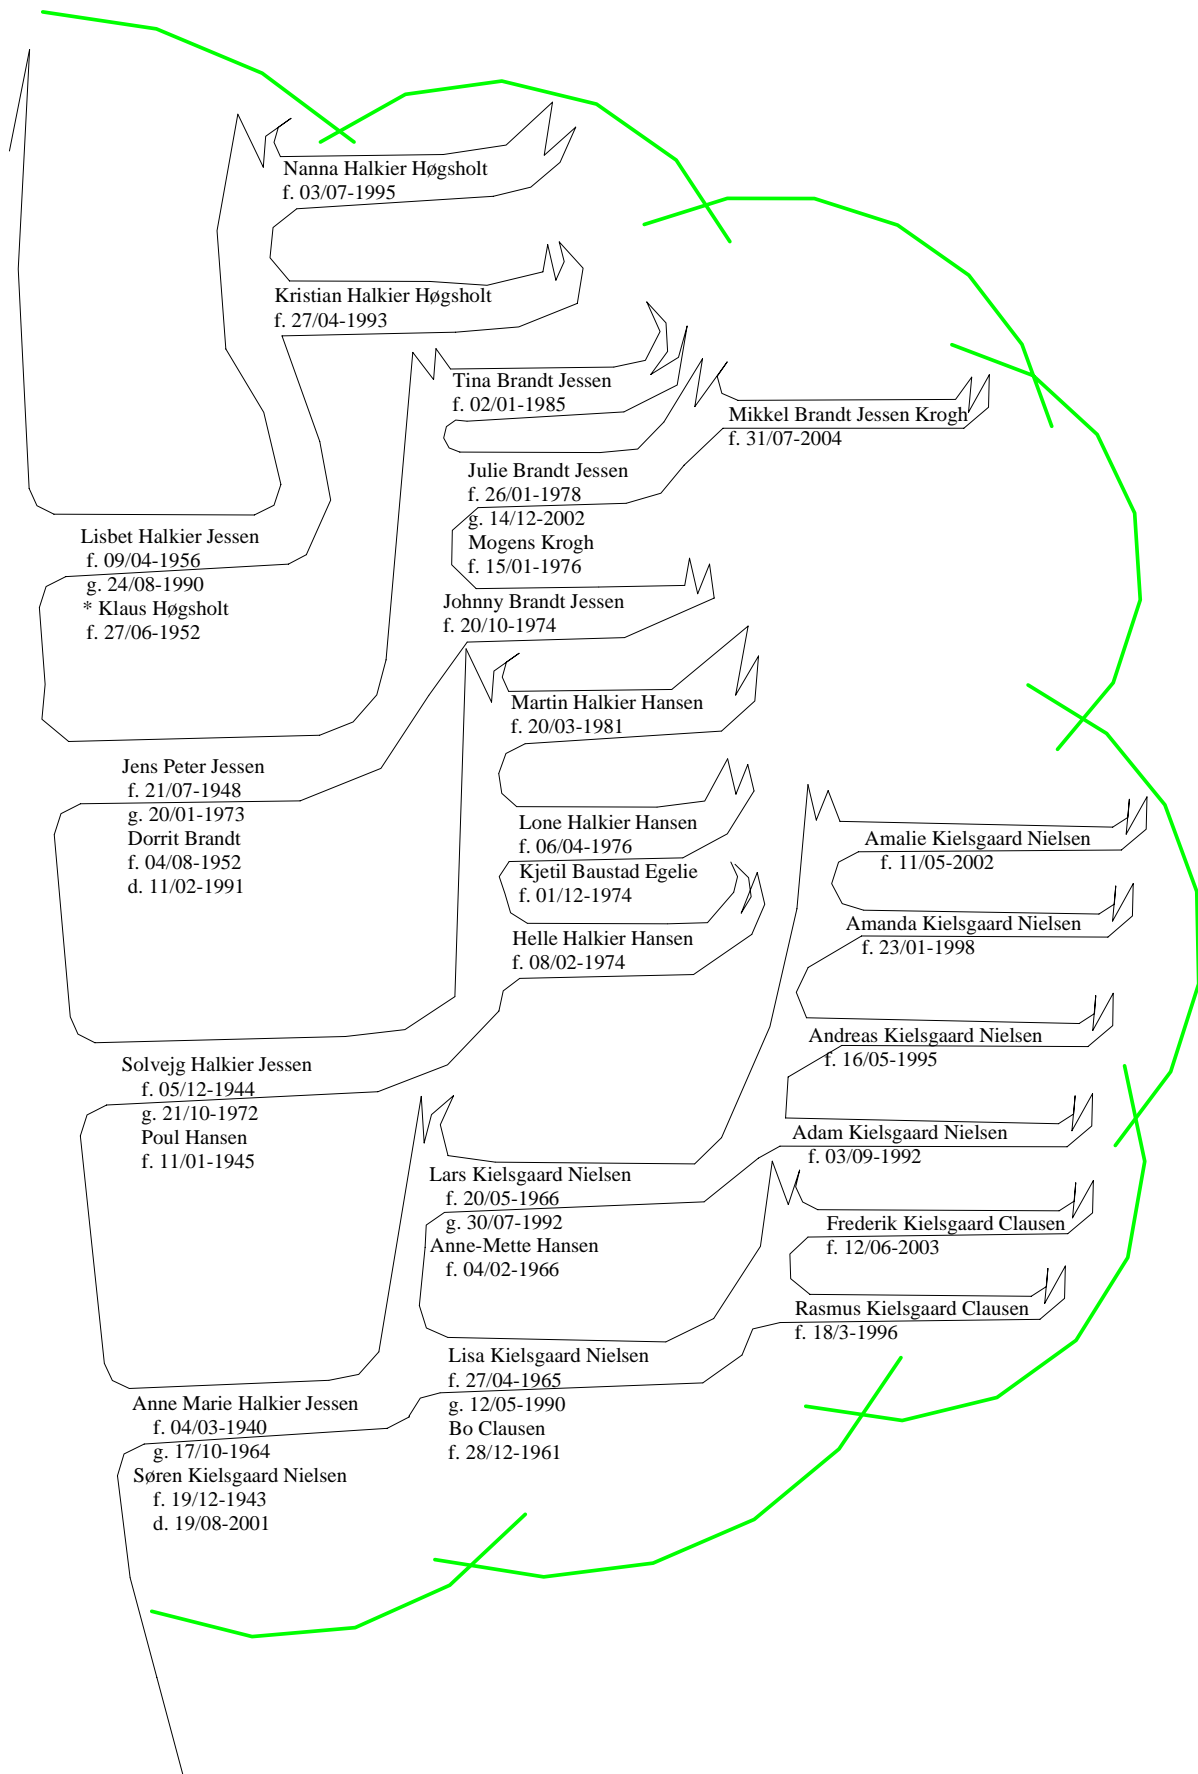 Nanna Halkier Høgsholt
f. 03/07-1995
Kristian Halkier Høgsholt
f. 27/04-1993
Tina Brandt Jessen
f. 02/01-1985
Mikkel Brandt Jessen Krogh
f. 31/07-2004
Julie Brandt Jessen
f. 26/01-1978
g. 14/12-2002
Mogens Krogh
f. 15/01-1976
Lisbet Halkier Jessen
f. 09/04-1956
g. 24/08-1990
* Klaus Høgsholt
f. 27/06-1952
Johnny Brandt Jessen
f. 20/10-1974
Martin Halkier Hansen
f. 20/03-1981
Jens Peter Jessen
f. 21/07-1948
g. 20/01-1973
Dorrit Brandt
f. 04/08-1952
d. 11/02-1991
Lone Halkier Hansen
f. 06/04-1976
Kjetil Baustad Egelie
f. 01/12-1974
Helle Halkier Hansen
f. 08/02-1974
Amalie Kielsgaard Nielsen
f. 11/05-2002
Amanda Kielsgaard Nielsen
f. 23/01-1998
Andreas Kielsgaard Nielsen
f. 16/05-1995
Solvejg Halkier Jessen
f. 05/12-1944
g. 21/10-1972
Poul Hansen
f. 11/01-1945
Adam Kielsgaard Nielsen
f. 03/09-1992
Lars Kielsgaard Nielsen
f. 20/05-1966
g. 30/07-1992
Anne-Mette Hansen
f. 04/02-1966
Frederik Kielsgaard Clausen
f. 12/06-2003
Rasmus Kielsgaard Clausen
f. 18/3-1996
Lisa Kielsgaard Nielsen
f. 27/04-1965
g. 12/05-1990
Bo Clausen
f. 28/12-1961
Anne Marie Halkier Jessen
f. 04/03-1940
g. 17/10-1964
Søren Kielsgaard Nielsen
f. 19/12-1943
d. 19/08-2001